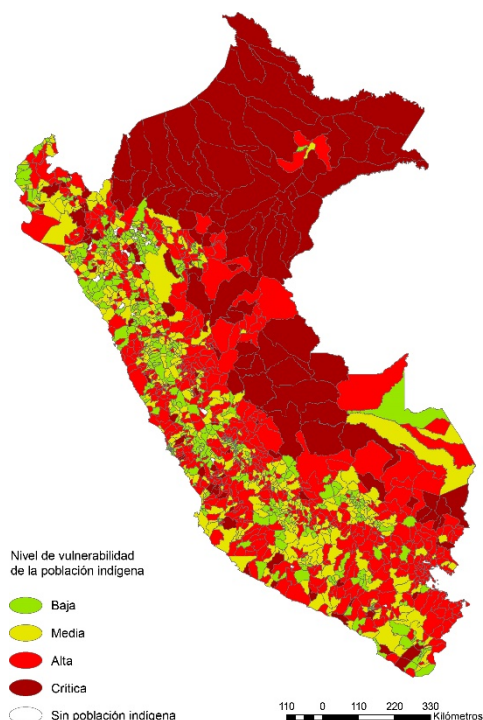 Nivel de vulnerabilidad
de la población indígena
Baja
Media
Alta
Critica
Sin población indígena
110 0 110 220 330
Kilómetros